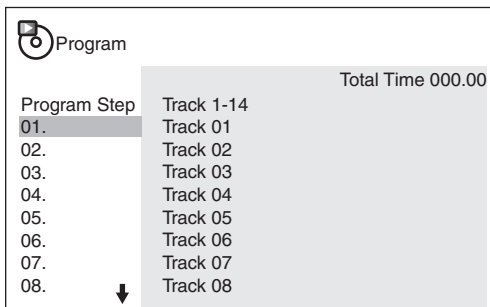 Program
Total Time 000.00
Program Step Track 1-14
01. Track 01
02. Track 02
03. Track 03
04. Track 04
05. Track 05
06. Track 06
07. Track 07
08. Track 08